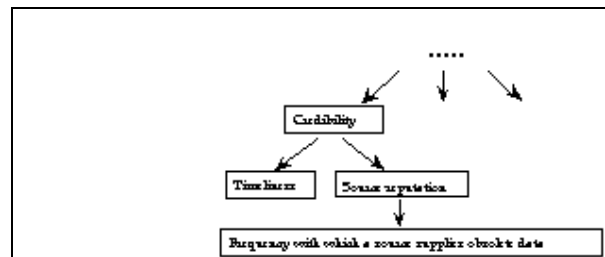 .....
Credibility
Timeliness
Source reputation
Frequency with which a source supplies obsolete data